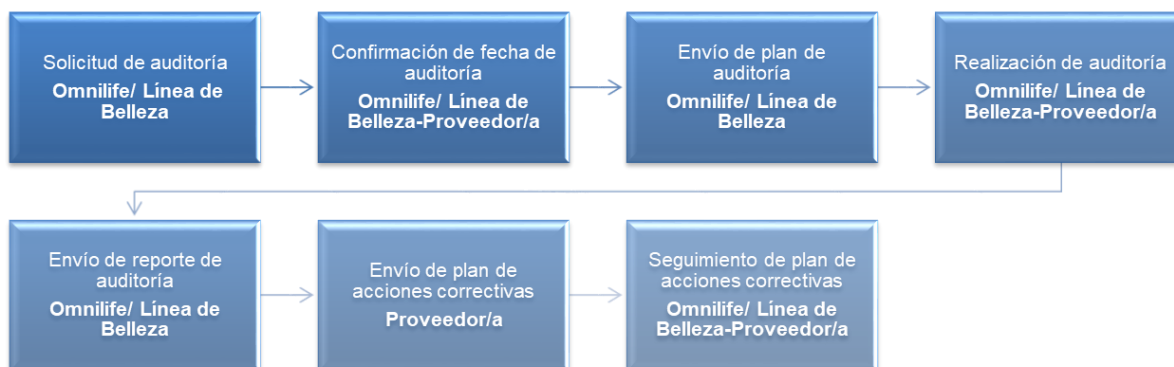 Solicitud de auditoría
Omnilife/ Línea de
Belleza
Confirmación de fecha de
auditoría
Omnilife/ Línea de
Belleza-Proveedor/a
Envío de plan de
auditoría
Omnilife/ Línea de
Belleza
Realización de auditoría
Omnilife/ Línea de
Belleza-Proveedor/a
Envío de reporte de
auditoría
Omnilife/ Línea de
Belleza
Envío de plan de
acciones correctivas
Proveedor/a
Seguimiento de plan de
acciones correctivas
Omnilife/ Línea de
Belleza-Proveedor/a